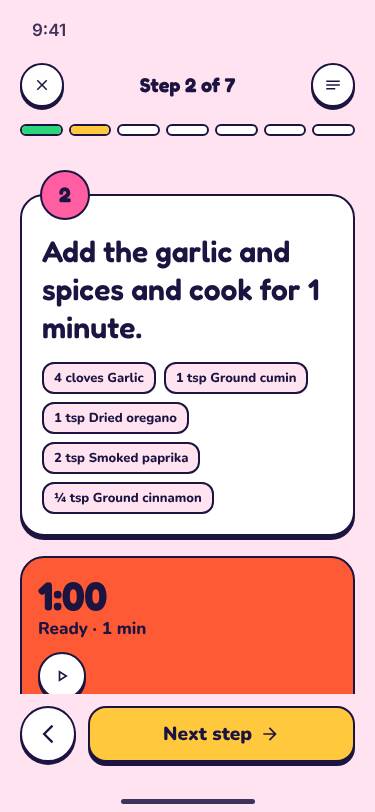 9:41
Step 2 of 7
2
Add the garlic and
spices and cook for 1
minute.
4 cloves Garlic
1 tsp Ground cumin
1 tsp Dried oregano
2 tsp Smoked paprika
¼ tsp Ground cinnamon
1:00
Ready · 1 min
Next step →